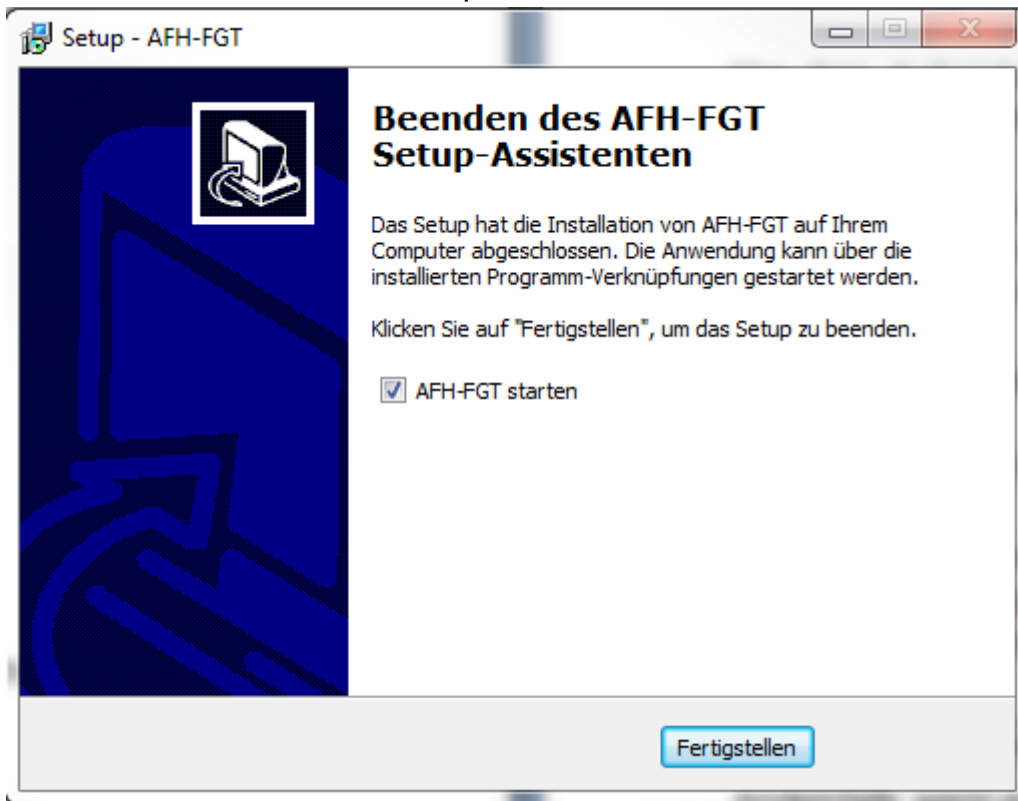 Setup - AFH-FGT
Beenden des AFH-FGT
Setup-Assistenten
Das Setup hat die Installation von AFH-FGT auf Ihrem
Computer abgeschlossen. Die Anwendung kann über die
installierten Programm-Verknüpfungen gestartet werden.
Klicken Sie auf "Fertigstellen", um das Setup zu beenden.
AFH-FGT starten
Fertigstellen